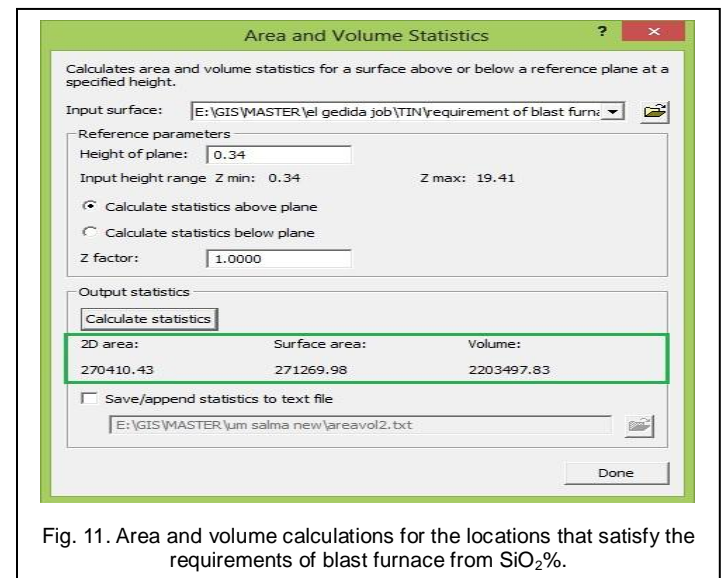 Area and Volume Statistics ? ×
Calculates area and volume statistics for a surface above or below a reference plane at a
specified height.
Input surface: E:\GIS\MASTER\el gedida job\TIN\requirement of blast furna
Reference parameters
Height of plane: 0.34
Input height range Z min: 0.34 Z max: 19.41
Calculate statistics above plane
Calculate statistics below plane
Z factor: 1.0000
Output statistics
Calculate statistics
2D area: Surface area: Volume:
270410.43 271269.98 2203497.83
Save/append statistics to text file
E:\GIS\MASTER\um salma new\areavol2.txt
Done
Fig. 11. Area and volume calculations for the locations that satisfy the
requirements of blast furnace from SiO₂%.